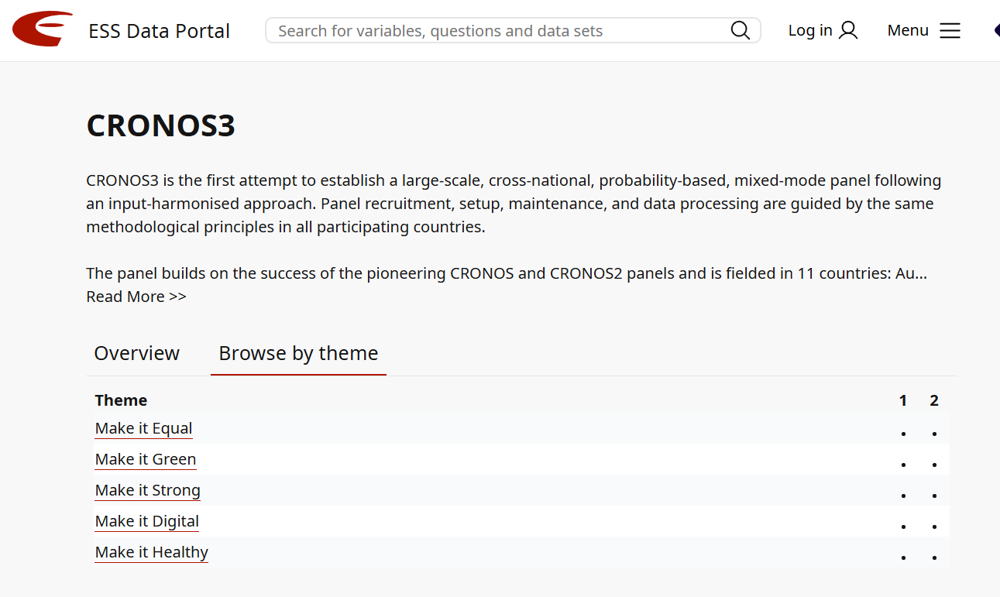 ESS Data Portal
Search for variables, questions and data sets
Log in
Menu
CRONOS3
CRONOS3 is the first attempt to establish a large-scale, cross-national, probability-based, mixed-mode panel following
an input-harmonised approach. Panel recruitment, setup, maintenance, and data processing are guided by the same
methodological principles in all participating countries.
The panel builds on the success of the pioneering CRONOS and CRONOS2 panels and is fielded in 11 countries: Au...
Read More >>
Overview Browse by theme
Theme 1 2
Make it Equal • •
Make it Green • •
Make it Strong • •
Make it Digital • •
Make it Healthy • •